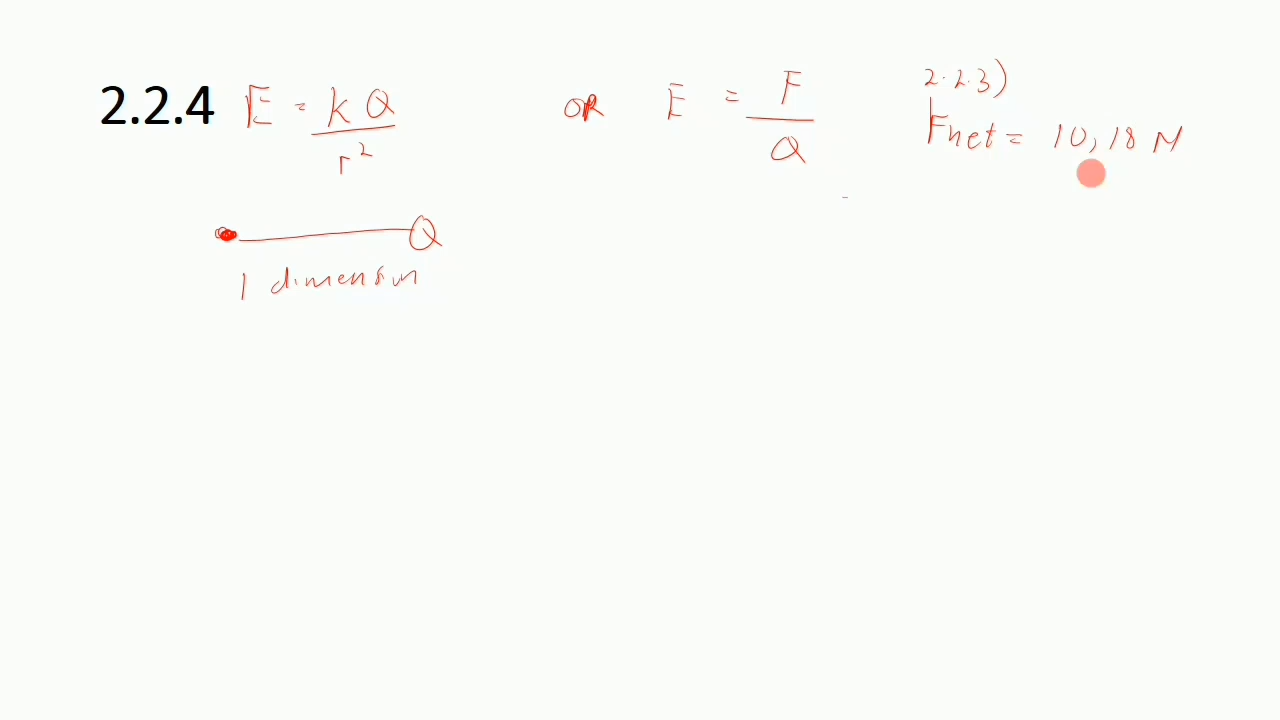 2.2.4 E = kQ / r² OR E = F / Q
2.2.3)
Fnet = 10,18 N
Q
1 dimension